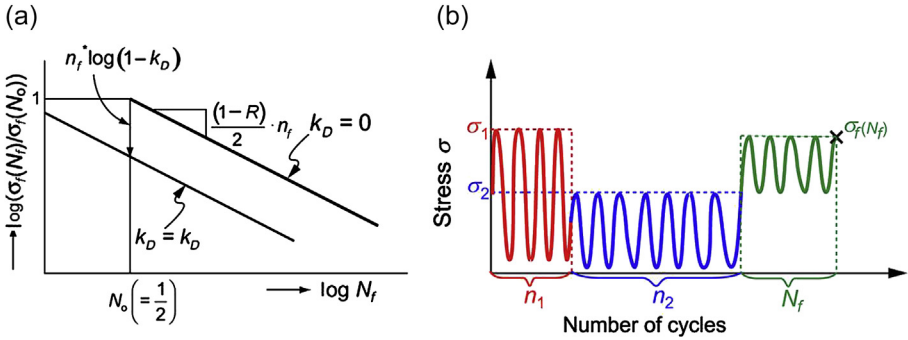 (a)
n_f^* log(1−k_D)
log(σ_f(N_f)/σ_f(N_o))
1
(1−R)/2 · n_f
k_D = 0
k_D = k_D
log N_f
N_o(=1/2)
(b)
Stress σ
σ_1
σ_2
σ_f(N_f)
n_1
n_2
N_f
Number of cycles